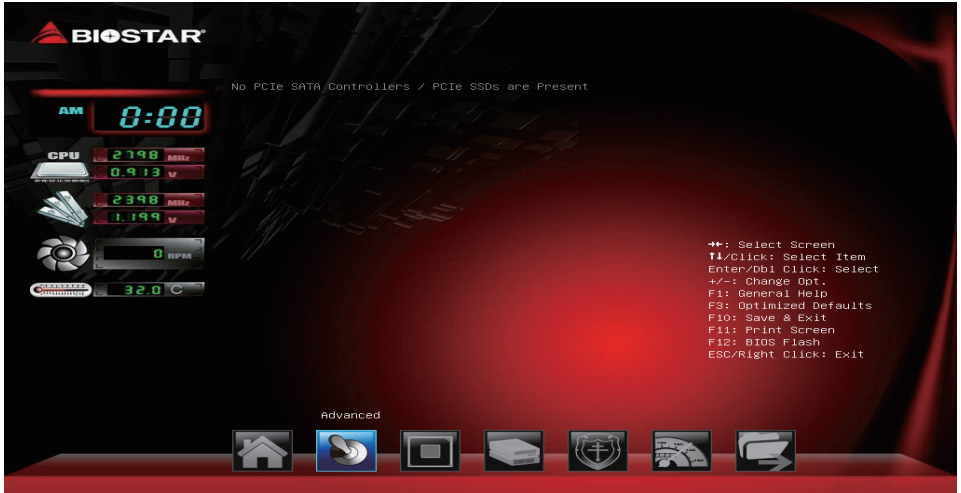 BIOSTAR
No PCIe SATA Controllers / PCIe SSDs are Present
AM 0:00
CPU 2798 MHz
0.913 V
2398 MHz
1.199 V
0 RPM
32.0 C
→←: Select Screen
↑↓/Click: Select Item
Enter/Dbl Click: Select
+/-: Change Opt.
F1: General Help
F3: Optimized Defaults
F10: Save & Exit
F11: Print Screen
F12: BIOS Flash
ESC/Right Click: Exit
Advanced